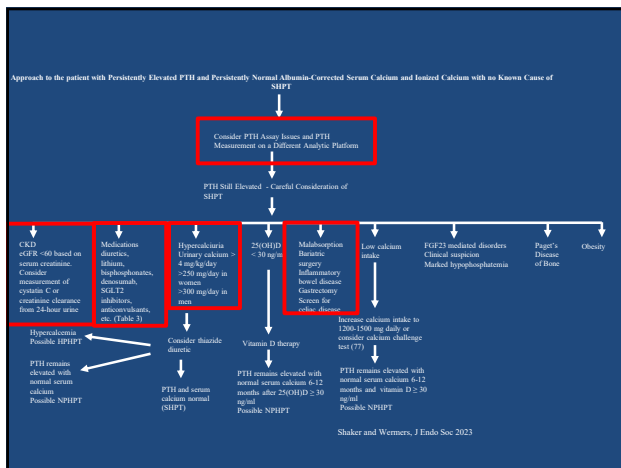 Approach to the patient with Persistently Elevated PTH and Persistently Normal Albumin-Corrected Serum Calcium and Ionized Calcium with no Known Cause of
SHPT
Consider PTH Assay Issues and PTH
Measurement on a Different Analytic Platform
PTH Still Elevated - Careful Consideration of
SHPT
CKD
eGFR <60 based on
serum creatinine.
Consider
measurement of
cystatin C or
creatinine clearance
from 24-hour urine
Medications
diuretics,
lithium,
bisphosphonates,
denosumab,
SGLT2
inhibitors,
anticonvulsants,
etc. (Table 3)
Hypercalciuria
Urinary calcium >
4 mg/kg/day
>250 mg/day in
women
>300 mg/day in
men
25(OH)D
< 30 ng/m
Malabsorption
Bariatric
surgery
Inflammatory
bowel disease
Gastrectomy
Screen for
celiac disease
Low calcium
intake
FGF23 mediated disorders
Clinical suspicion
Marked hypophosphatemia
Paget's
Disease
of Bone
Obesity
Hypercalcemia
Possible HPHPT
PTH remains
elevated with
normal serum
calcium
Possible NPHPT
Consider thiazide
diuretic
PTH and serum
calcium normal
(SHPT)
Vitamin D therapy
PTH remains elevated with
normal serum calcium 6-12
months after 25(OH)D ≥ 30
ng/ml
Possible NPHPT
Increase calcium intake to
1200-1500 mg daily or
consider calcium challenge
test (77)
PTH remains elevated with
normal serum calcium 6-12
months and vitamin D ≥ 30
ng/ml
Possible NPHPT
Shaker and Wermers, J Endo Soc 2023